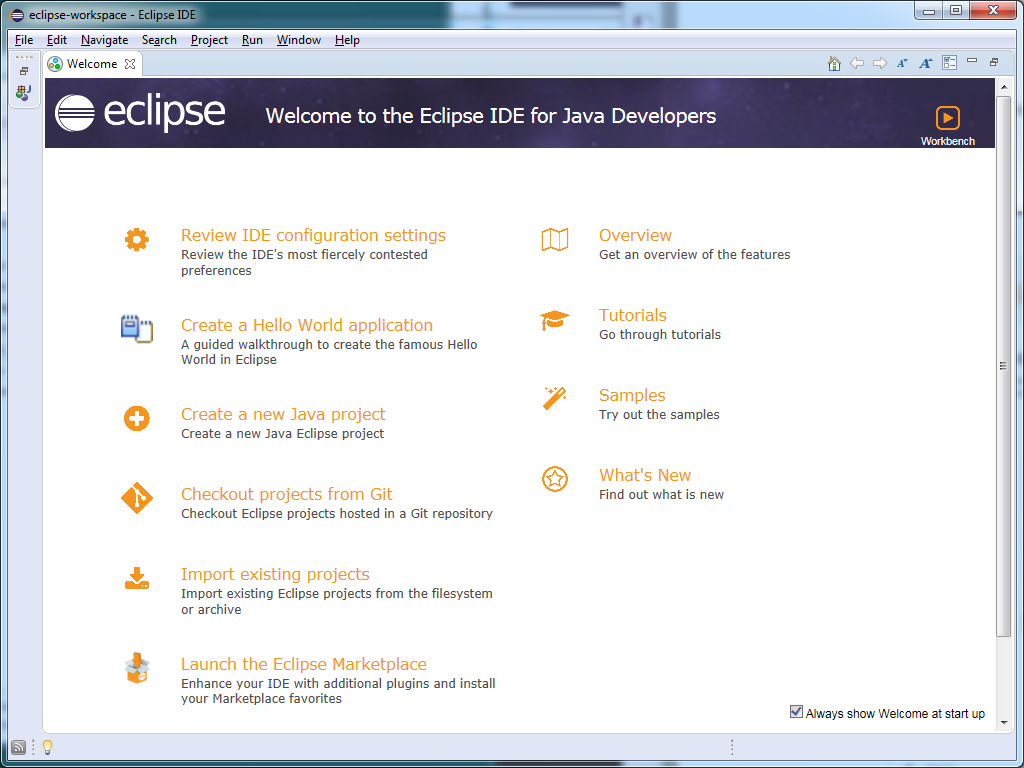 eclipse-workspace - Eclipse IDE
File Edit Navigate Search Project Run Window Help
Welcome
eclipse
Welcome to the Eclipse IDE for Java Developers
Workbench
Review IDE configuration settings
Review the IDE's most fiercely contested
preferences
Create a Hello World application
A guided walkthrough to create the famous Hello
World in Eclipse
Create a new Java project
Create a new Java Eclipse project
Checkout projects from Git
Checkout Eclipse projects hosted in a Git repository
Import existing projects
Import existing Eclipse projects from the filesystem
or archive
Launch the Eclipse Marketplace
Enhance your IDE with additional plugins and install
your Marketplace favorites
Overview
Get an overview of the features
Tutorials
Go through tutorials
Samples
Try out the samples
What's New
Find out what is new
Always show Welcome at start up